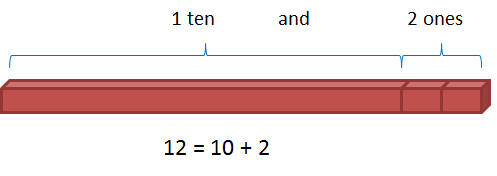 1 ten and 2 ones
12 = 10 + 2